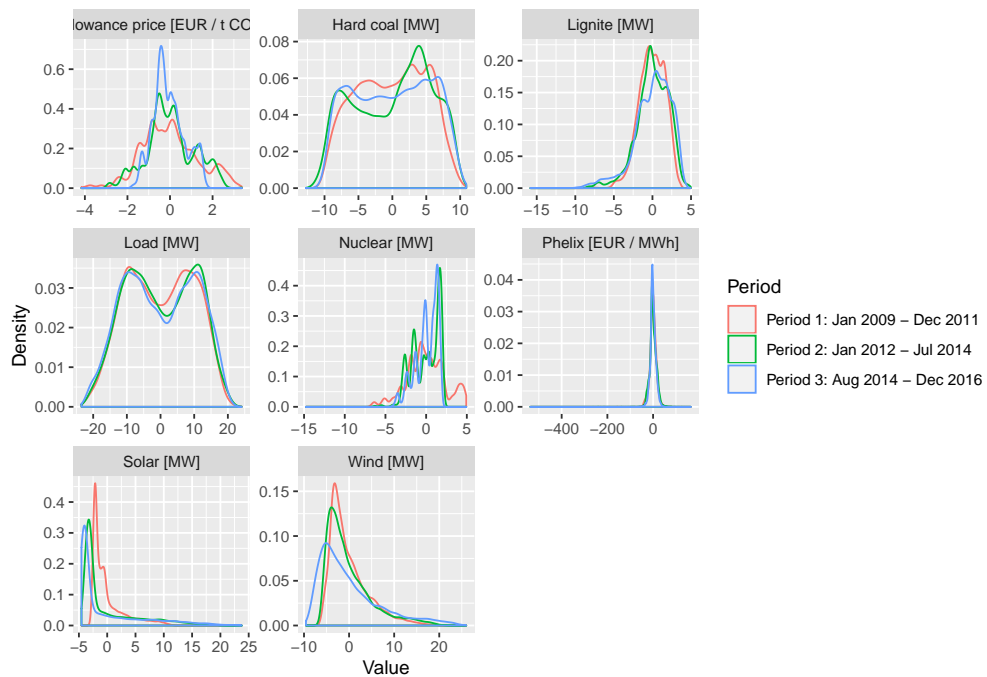 lowance price [EUR / t CC
Hard coal [MW]
Lignite [MW]
0.6
0.4
0.2
0.0
−4 −2 0 2
0.08
0.06
0.04
0.02
0.00
−10 −5 0 5 10
0.20
0.15
0.10
0.05
0.00
−15 −10 −5 0 5
Load [MW]
Nuclear [MW]
Phelix [EUR / MWh]
0.03
0.02
0.01
0.00
−20 −10 0 10 20
0.4
0.3
0.2
0.1
0.0
−15 −10 −5 0 5
0.04
0.03
0.02
0.01
0.00
−400 −200 0
Solar [MW]
Wind [MW]
0.4
0.3
0.2
0.1
0.0
−5 0 5 10 15 20 25
0.15
0.10
0.05
0.00
−10 0 10 20
Density
Value
Period
Period 1: Jan 2009 − Dec 2011
Period 2: Jan 2012 − Jul 2014
Period 3: Aug 2014 − Dec 2016